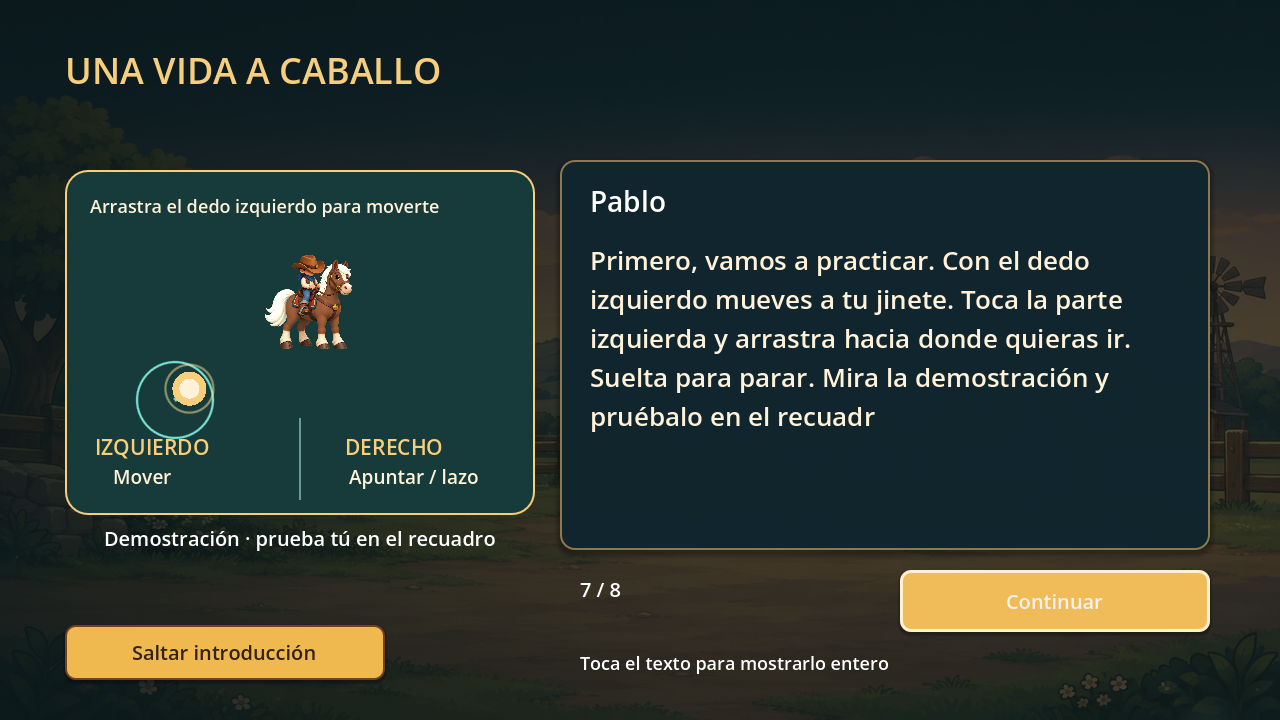 UNA VIDA A CABALLO
Arrastra el dedo izquierdo para moverte
IZQUIERDO
Mover
DERECHO
Apuntar / lazo
Demostración · prueba tú en el recuadro
Saltar introducción
Pablo
Primero, vamos a practicar. Con el dedo
izquierdo mueves a tu jinete. Toca la parte
izquierda y arrastra hacia donde quieras ir.
Suelta para parar. Mira la demostración y
pruébalo en el recuadr
7 / 8
Continuar
Toca el texto para mostrarlo entero